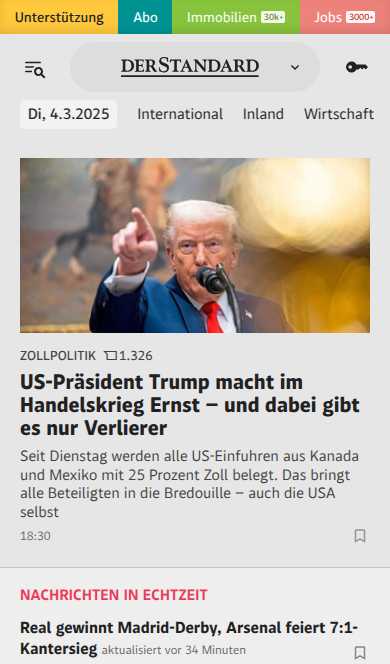 Unterstützung Abo Immobilien 30k+ Jobs 3000+
DERSTANDARD
Di, 4.3.2025 International Inland Wirtschaft
ZOLLPOLITIK 1.326
US-Präsident Trump macht im
Handelskrieg Ernst – und dabei gibt
es nur Verlierer
Seit Dienstag werden alle US-Einfuhren aus Kanada
und Mexiko mit 25 Prozent Zoll belegt. Das bringt
alle Beteiligten in die Bredouille – auch die USA
selbst
18:30
NACHRICHTEN IN ECHTZEIT
Real gewinnt Madrid-Derby, Arsenal feiert 7:1-
Kantersieg aktualisiert vor 34 Minuten